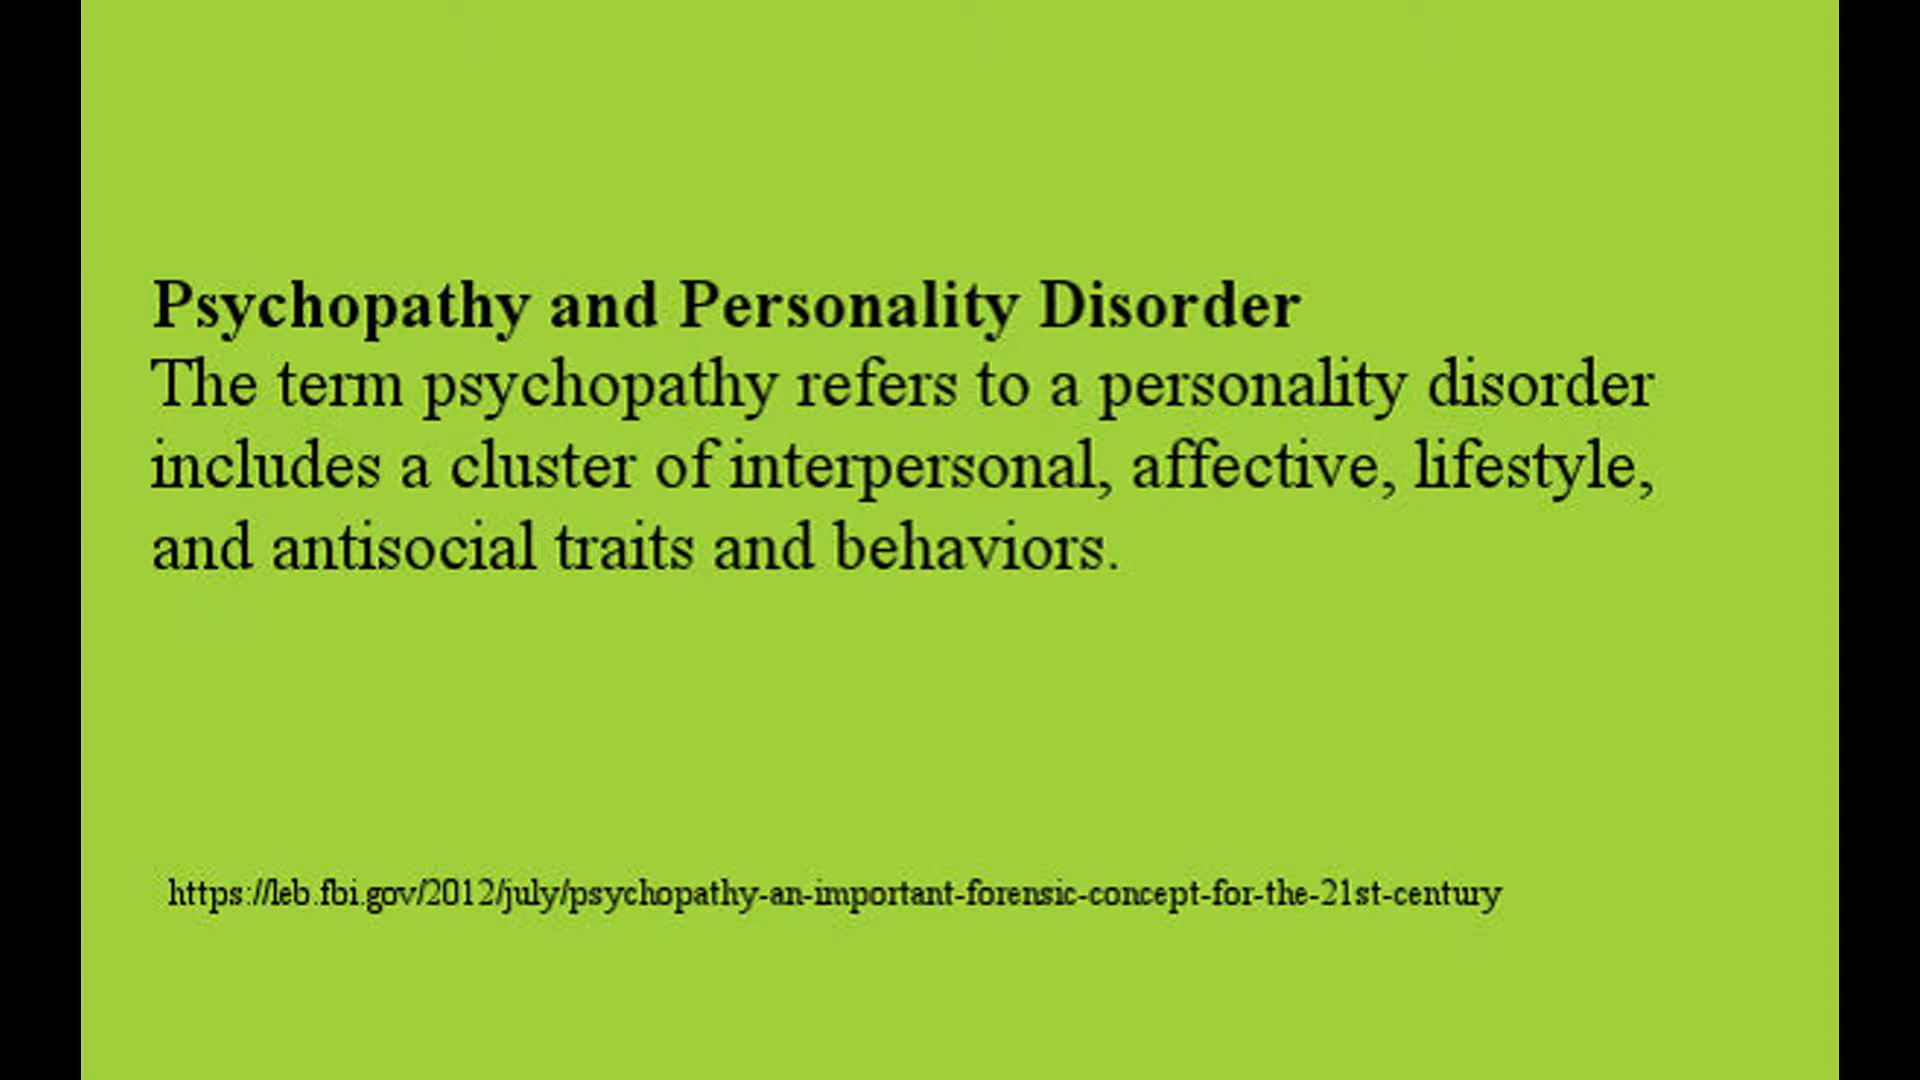 Psychopathy and Personality Disorder
The term psychopathy refers to a personality disorder
includes a cluster of interpersonal, affective, lifestyle,
and antisocial traits and behaviors.
https://leb.fbi.gov/2012/july/psychopathy-an-important-forensic-concept-for-the-21st-century